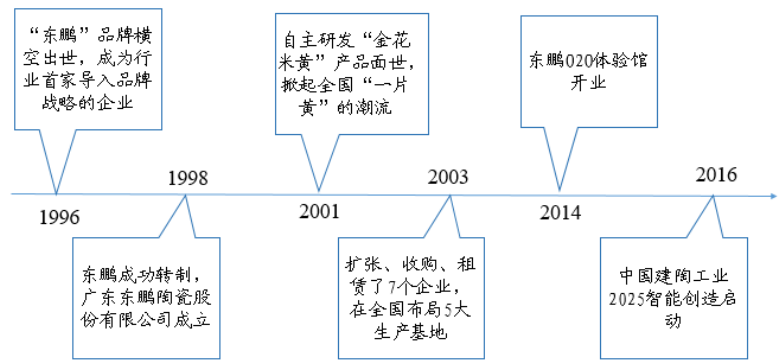 “东鹏”品牌横
空出世，成为行
业首家导入品牌
战略的企业
自主研发“金花
米黄”产品面世，
掀起全国“一片
黄”的潮流
东鹏O2O体验馆
开业
1998
2003
2016
1996
2001
2014
东鹏成功转制，
广东东鹏陶瓷股
份有限公司成立
扩张、收购、租
赁了7个企业，
在全国布局5大
生产基地
中国建陶工业
2025智能创造启
动